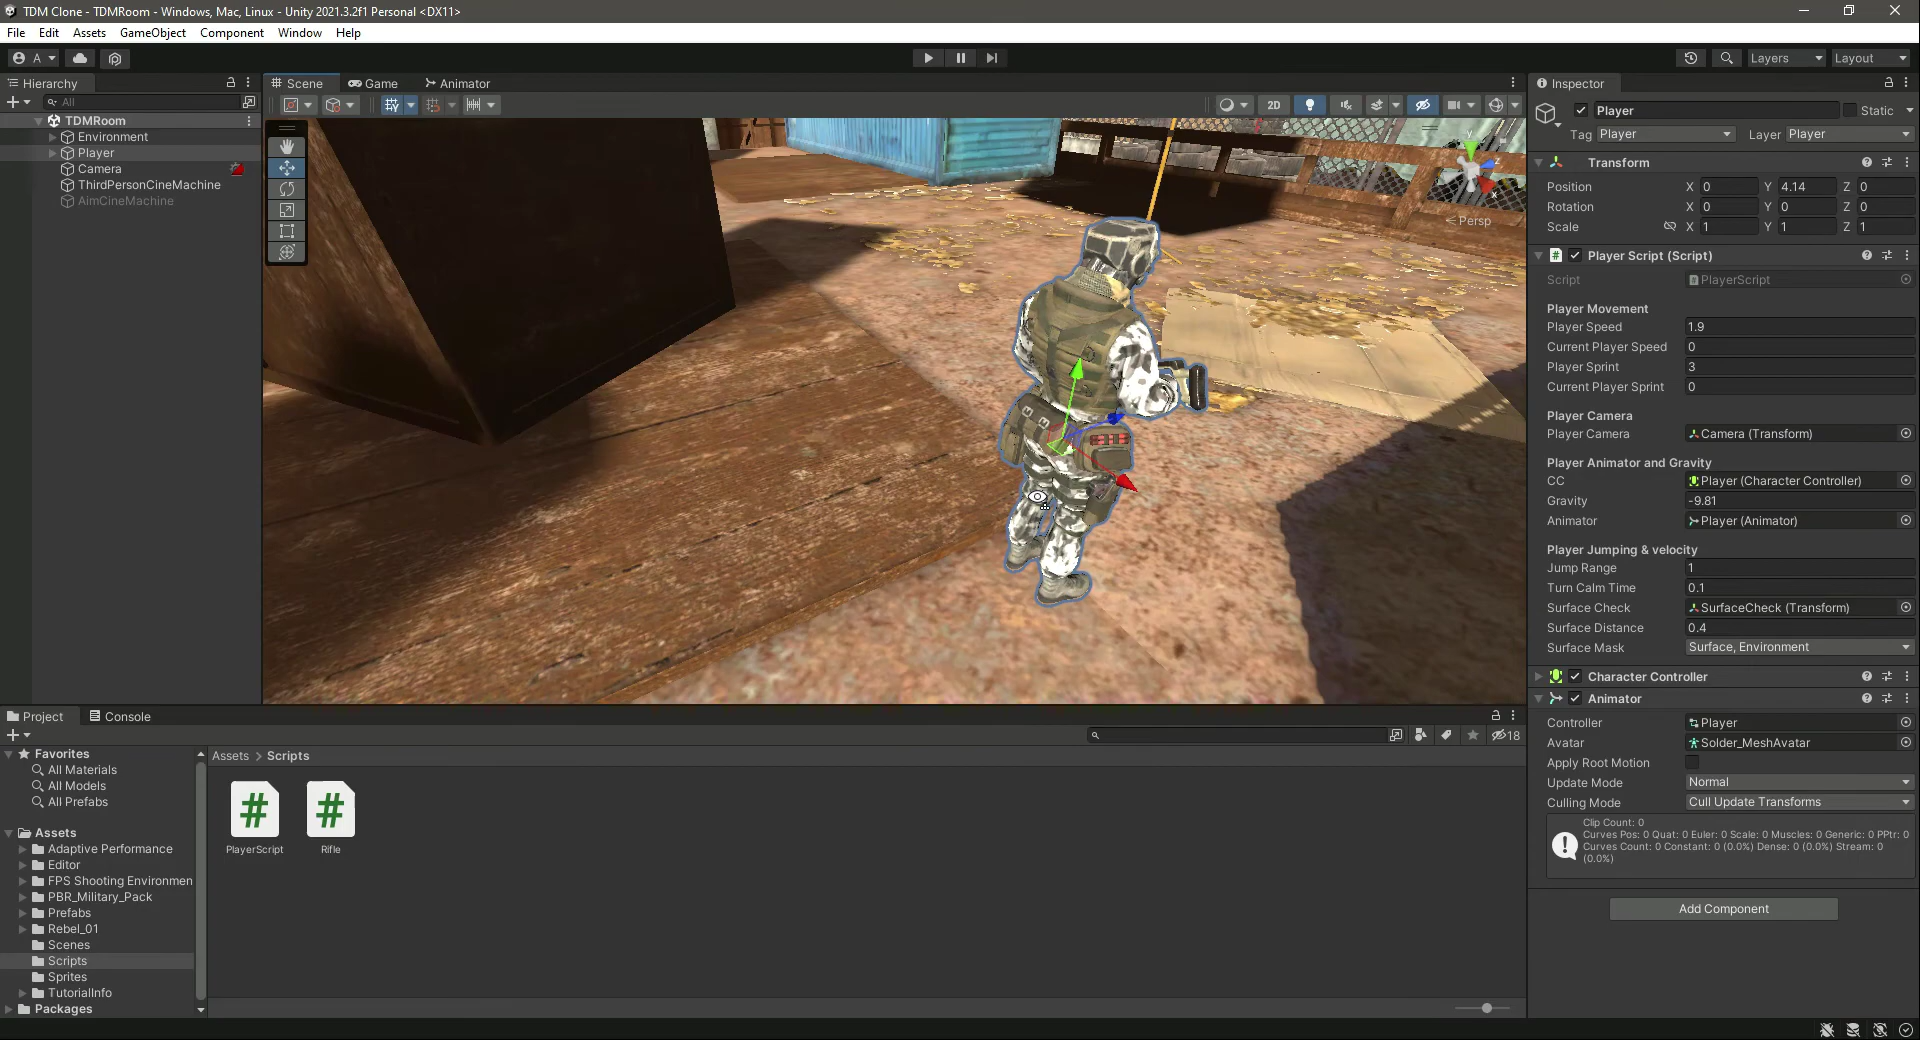 TDM Clone - TDMRoom - Windows, Mac, Linux - Unity 2021.3.2f1 Personal <DX11>
File Edit Assets GameObject Component Window Help
A Layers Layout
Hierarchy
All
TDMRoom
Environment
Player
Camera
ThirdPersonCineMachine
AimCineMachine
Scene Game Animator
2D
y
z
x
< Persp
Inspector
Player Static
Tag Player Layer Player
Transform
Position X 0 Y 4.14 Z 0
Rotation X 0 Y 0 Z 0
Scale X 1 Y 1 Z 1
Player Script (Script)
Script PlayerScript
Player Movement
Player Speed 1.9
Current Player Speed 0
Player Sprint 3
Current Player Sprint 0
Player Camera
Player Camera Camera (Transform)
Player Animator and Gravity
CC Player (Character Controller)
Gravity -9.81
Animator Player (Animator)
Player Jumping & velocity
Jump Range 1
Turn Calm Time 0.1
Surface Check SurfaceCheck (Transform)
Surface Distance 0.4
Surface Mask Surface, Environment
Character Controller
Animator
Controller Player
Avatar Solder_MeshAvatar
Apply Root Motion
Update Mode Normal
Culling Mode Cull Update Transforms
Clip Count: 0
Curves Pos: 0 Quat: 0 Euler: 0 Scale: 0 Muscles: 0 Generic: 0 PPtr: 0
Curves Count: 0 Constant: 0 (0.0%) Dense: 0 (0.0%) Stream: 0
(0.0%)
Add Component
Project Console
18
Favorites
All Materials
All Models
All Prefabs
Assets
Adaptive Performance
Editor
FPS Shooting Environmen
PBR_Military_Pack
Prefabs
Rebel_01
Scenes
Scripts
Sprites
TutorialInfo
Packages
Assets > Scripts
PlayerScript Rifle